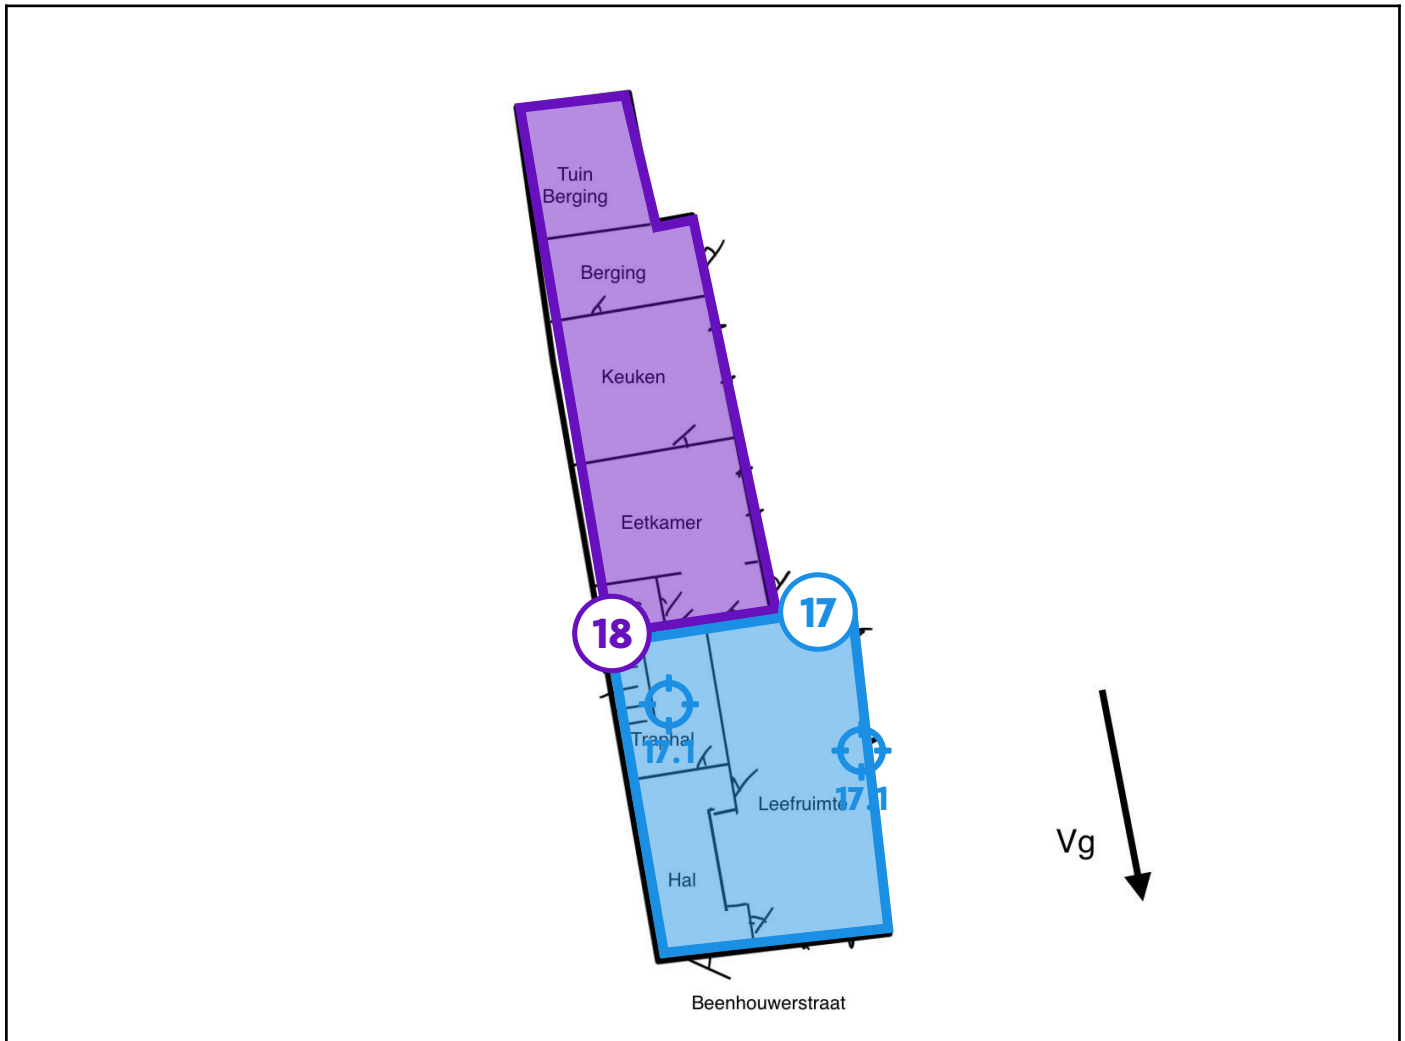 Tuin
Berging
Berging
Keuken
Eetkamer
18
17
Traphal
17.1
Leefruimte
17.1
Vg
Hal
Beenhouwerstraat